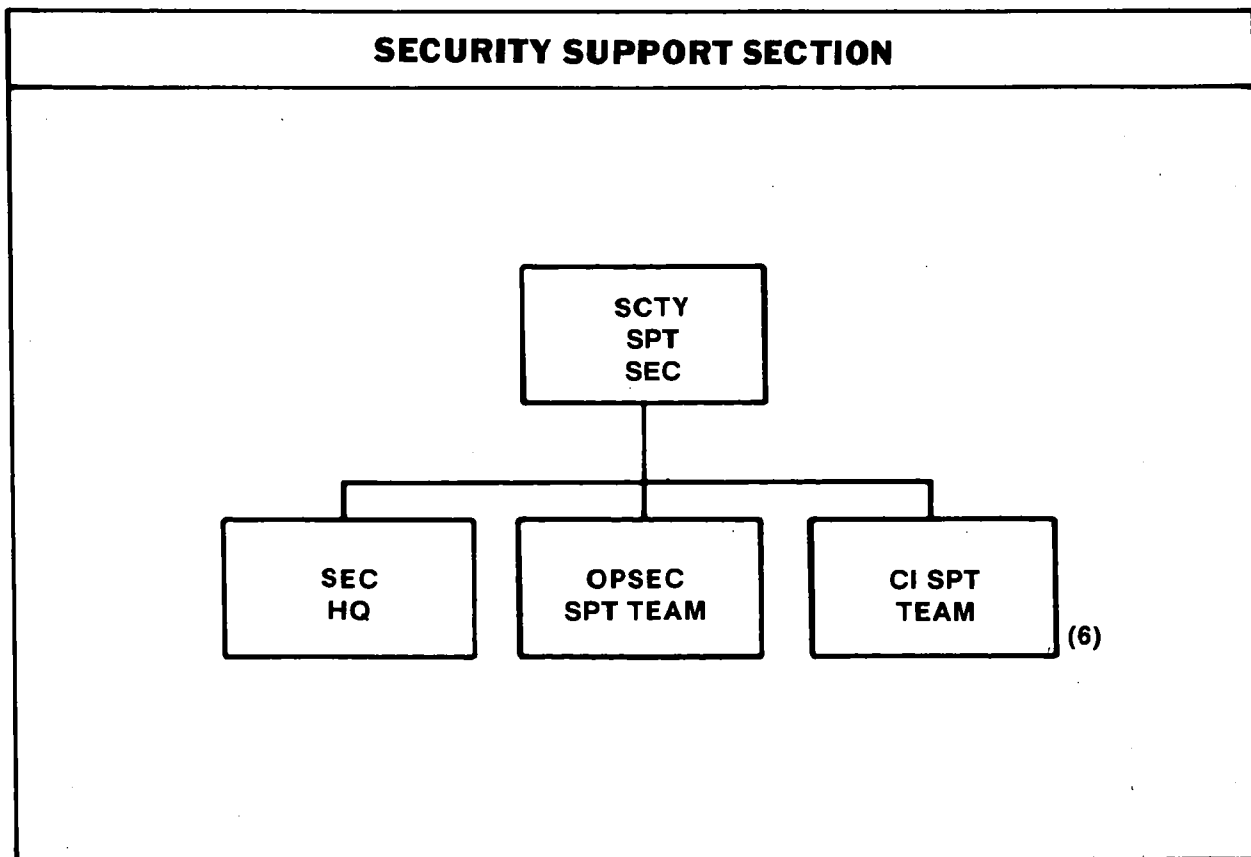 SECURITY SUPPORT SECTION
SCTY
SPT
SEC
SEC
HQ
OPSEC
SPT TEAM
CI SPT
TEAM
(6)